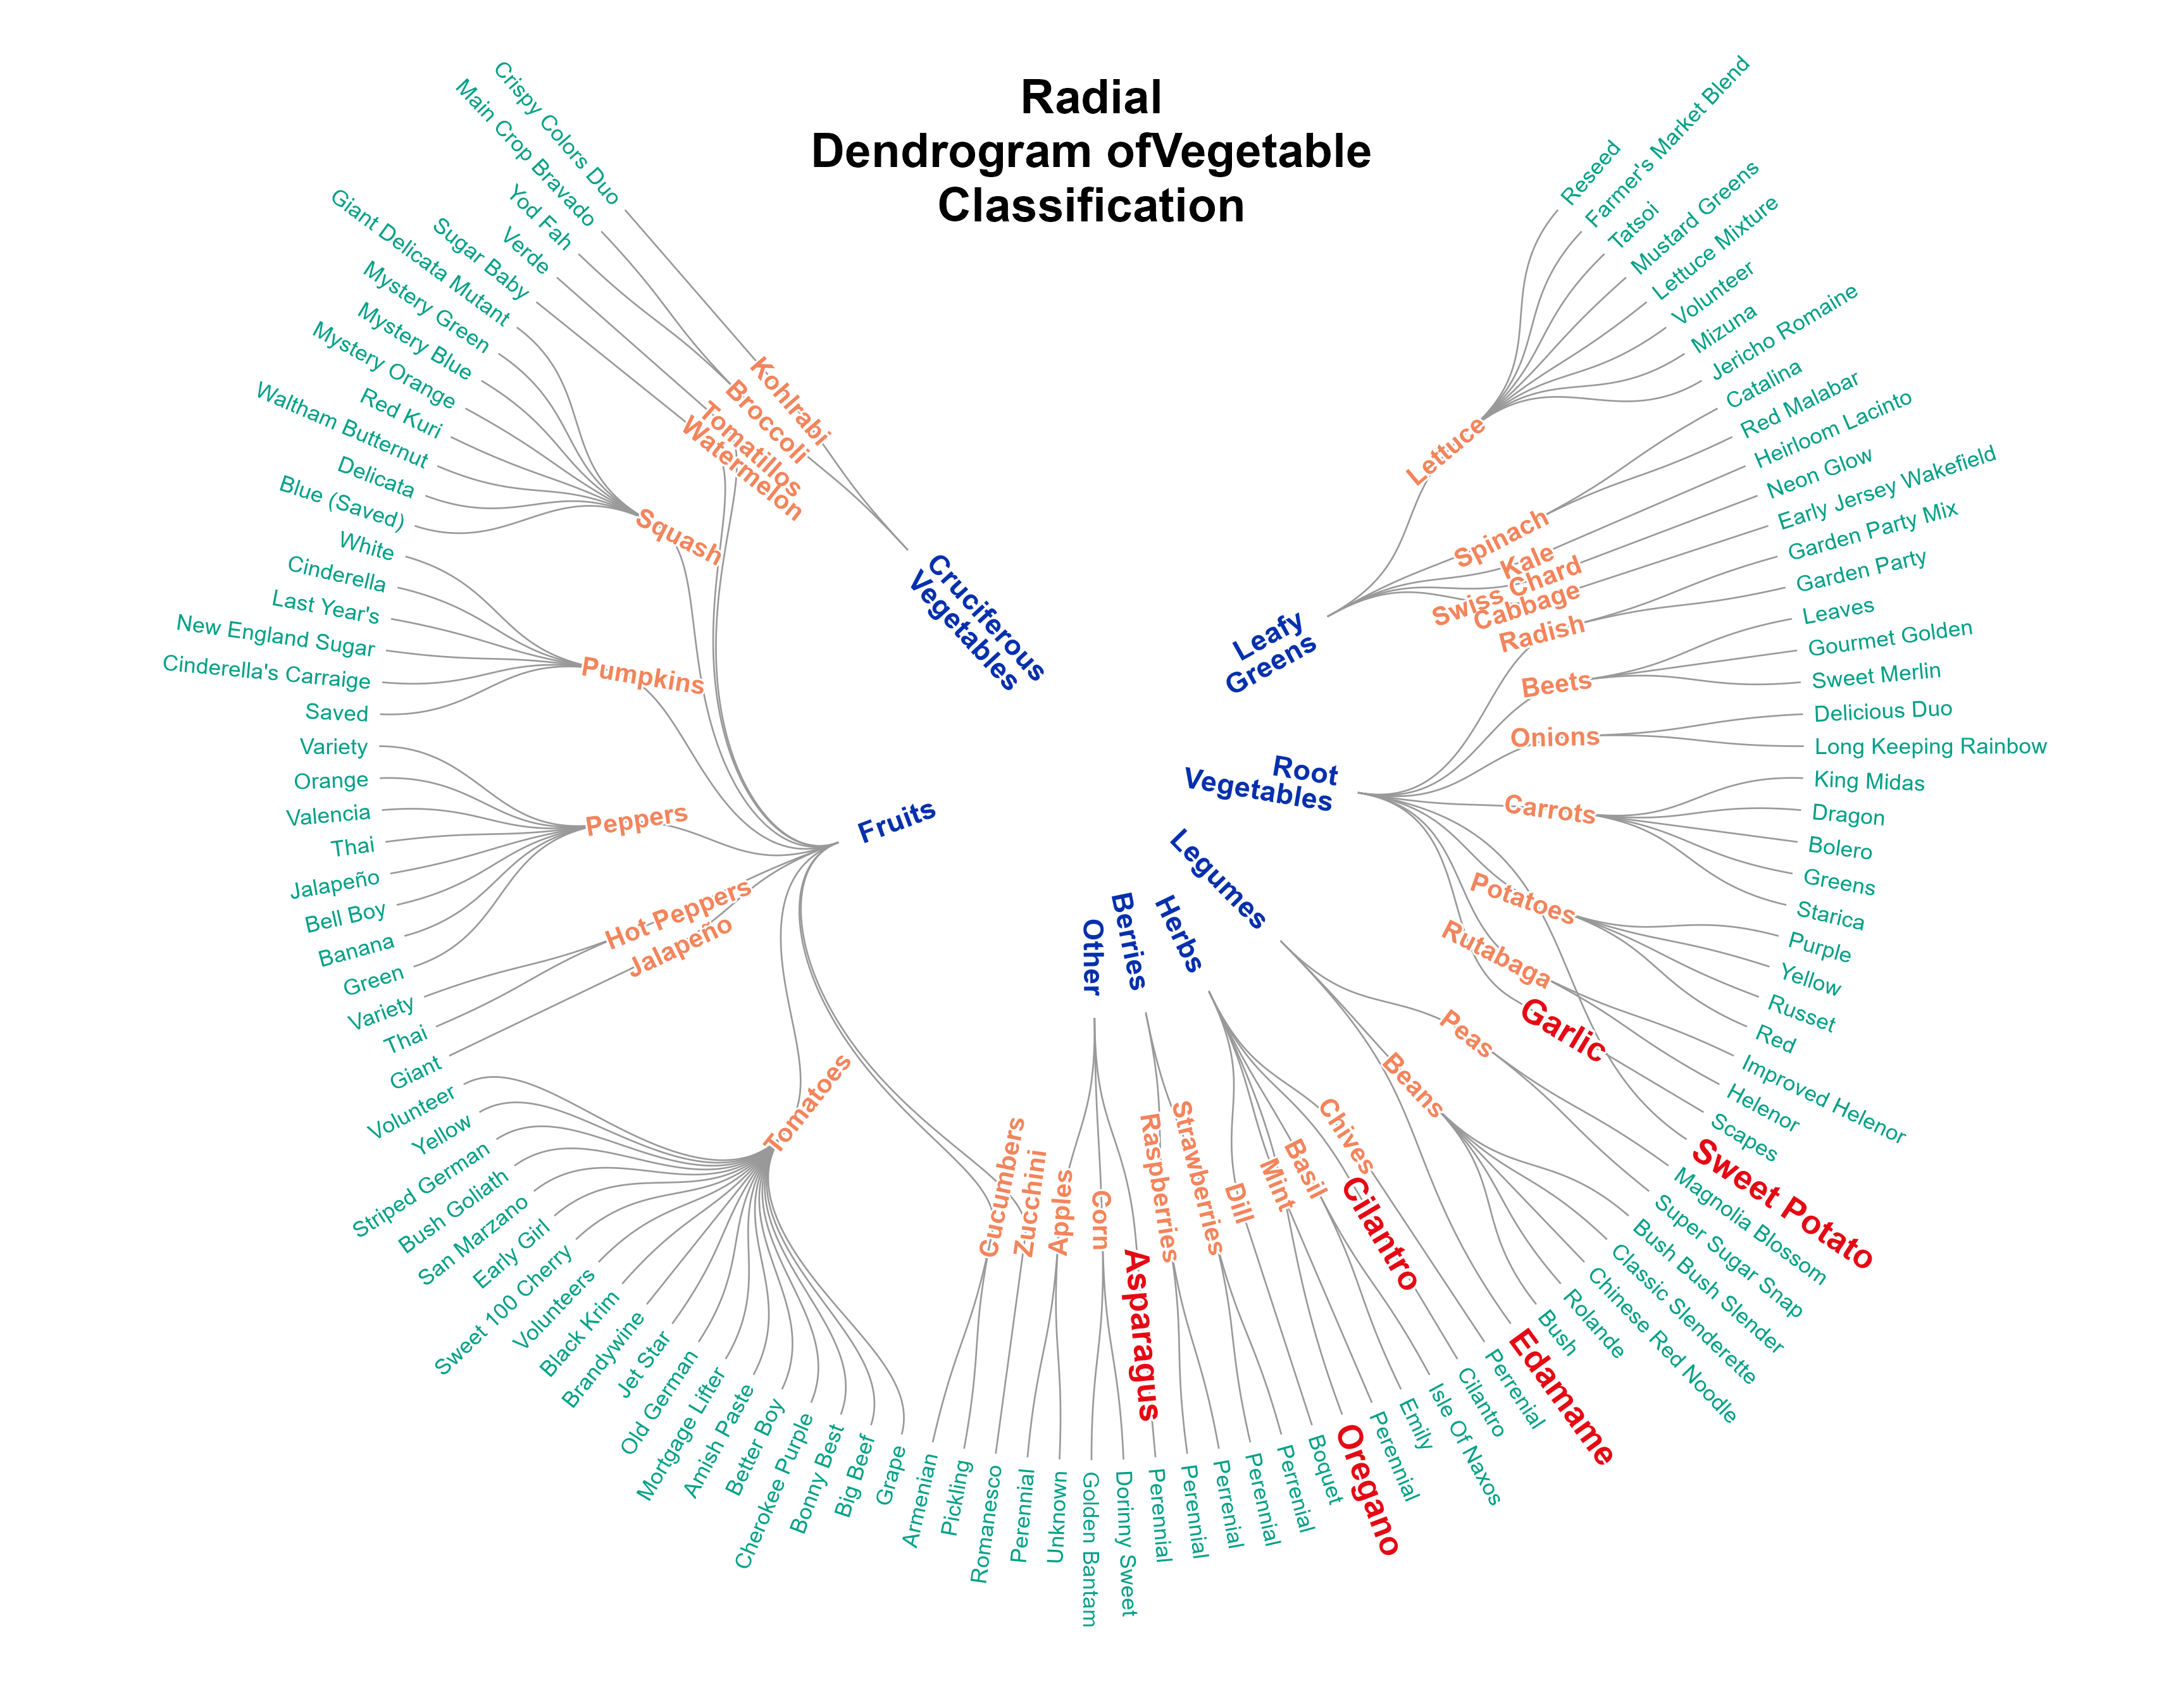 Radial
Dendrogram ofVegetable
Classification
Cruciferous
Vegetables
Leafy
Greens
Root
Vegetables
Legumes
Herbs
Berries
Other
Fruits
Kohlrabi
Broccoli
Tomatillos
Watermelon
Squash
Pumpkins
Peppers
Hot Peppers
Jalapeño
Tomatoes
Cucumbers
Zucchini
Apples
Corn
Asparagus
Raspberries
Strawberries
Dill
Mint
Basil
Cilantro
Chives
Oregano
Edamame
Beans
Peas
Sweet Potato
Garlic
Rutabaga
Potatoes
Carrots
Onions
Beets
Radish
Cabbage
Swiss Chard
Kale
Spinach
Lettuce
Reseed
Farmer's Market Blend
Tatsoi
Mustard Greens
Lettuce Mixture
Volunteer
Mizuna
Jericho Romaine
Catalina
Red Malabar
Heirloom Lacinto
Neon Glow
Early Jersey Wakefield
Garden Party Mix
Garden Party
Leaves
Gourmet Golden
Sweet Merlin
Delicious Duo
Long Keeping Rainbow
King Midas
Dragon
Bolero
Greens
Starica
Purple
Yellow
Russet
Red
Improved Helenor
Helenor
Scapes
Magnolia Blossom
Super Sugar Snap
Bush Bush Slender
Classic Slenderette
Chinese Red Noodle
Rolande
Bush
Perrenial
Cilantro
Isle Of Naxos
Emily
Perennial
Boquet
Perrenial
Perennial
Perrenial
Perennial
Perennial
Dorinny Sweet
Golden Bantam
Unknown
Perennial
Romanesco
Pickling
Armenian
Grape
Big Beef
Bonny Best
Cherokee Purple
Better Boy
Amish Paste
Mortgage Lifter
Old German
Jet Star
Brandywine
Black Krim
Volunteers
Sweet 100 Cherry
Early Girl
San Marzano
Bush Goliath
Striped German
Yellow
Volunteer
Giant
Thai
Variety
Green
Banana
Bell Boy
Jalapeño
Thai
Valencia
Orange
Variety
Saved
Cinderella's Carraige
New England Sugar
Last Year's
Cinderella
White
Blue (Saved)
Delicata
Waltham Butternut
Red Kuri
Mystery Orange
Mystery Blue
Mystery Green
Giant Delicata Mutant
Sugar Baby
Verde
Yod Fah
Main Crop Bravado
Crispy Colors Duo